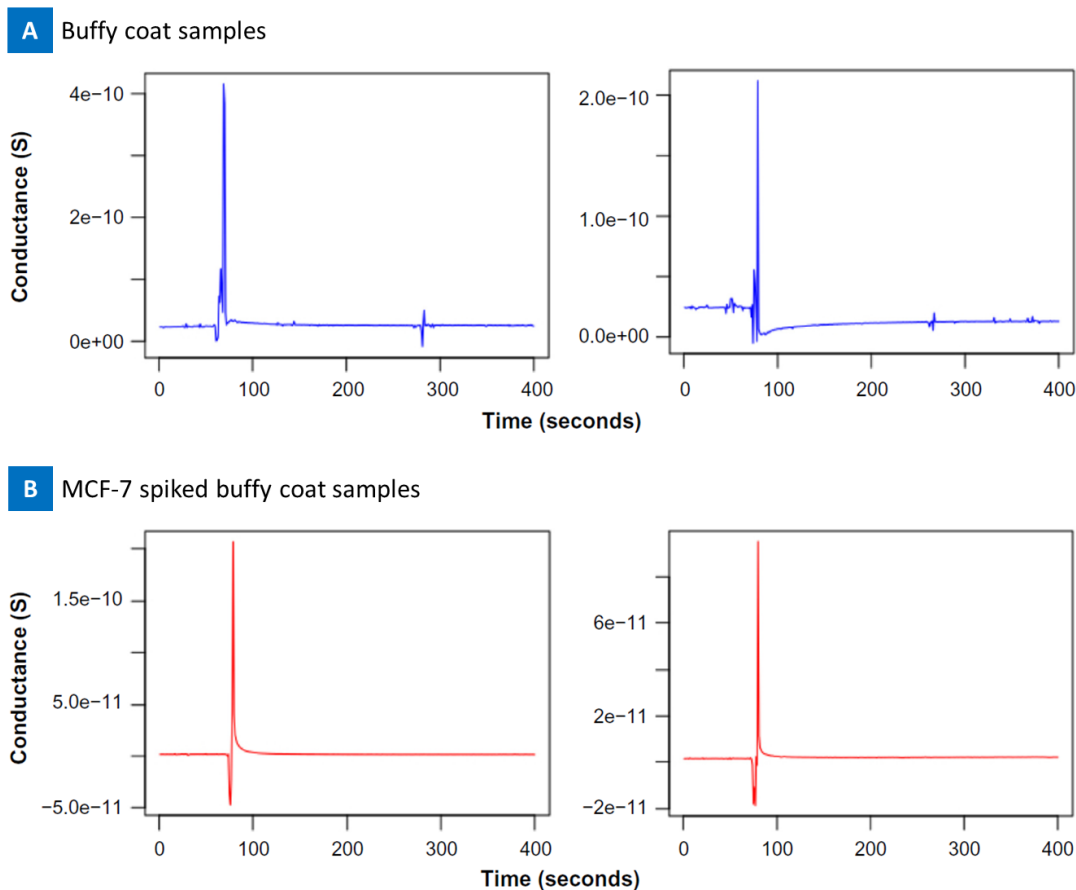 A Buffy coat samples
Conductance (S)
4e−10
2e−10
0e+00
0 100 200 300 400
2.0e−10
1.0e−10
0.0e+00
0 100 200 300 400
Time (seconds)
B MCF-7 spiked buffy coat samples
Conductance (S)
1.5e−10
5.0e−11
−5.0e−11
0 100 200 300 400
6e−11
2e−11
−2e−11
0 100 200 300 400
Time (seconds)